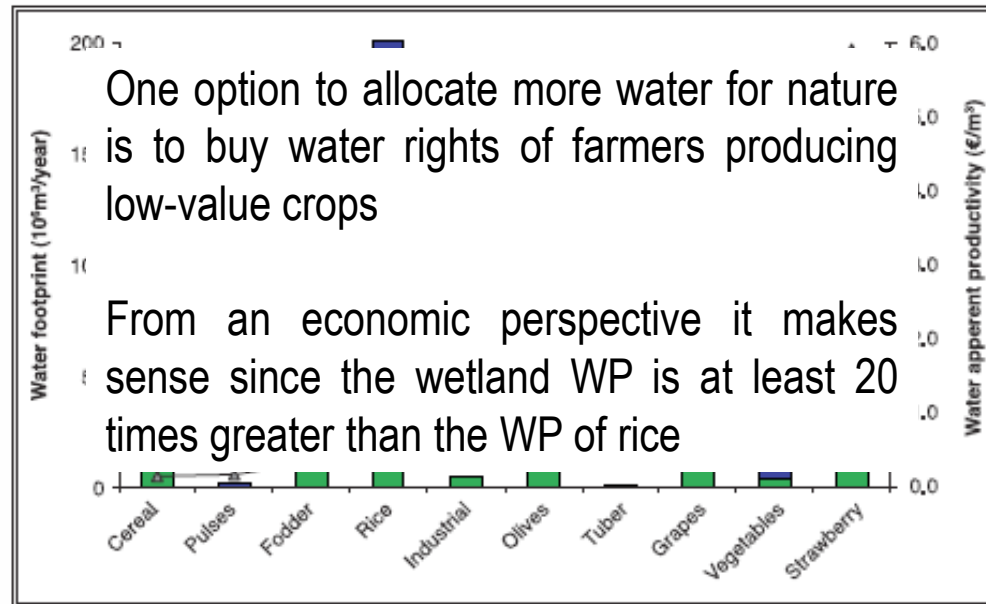 200
6.0
One option to allocate more water for nature
is to buy water rights of farmers producing
low-value crops
From an economic perspective it makes
sense since the wetland WP is at least 20
times greater than the WP of rice
0
0.0
Water footprint (10⁶m³/year)
Water apperent productivity (€/m³)
Cereal
Pulses
Fodder
Rice
Industrial
Olives
Tuber
Grapes
Vegetables
Strawberry